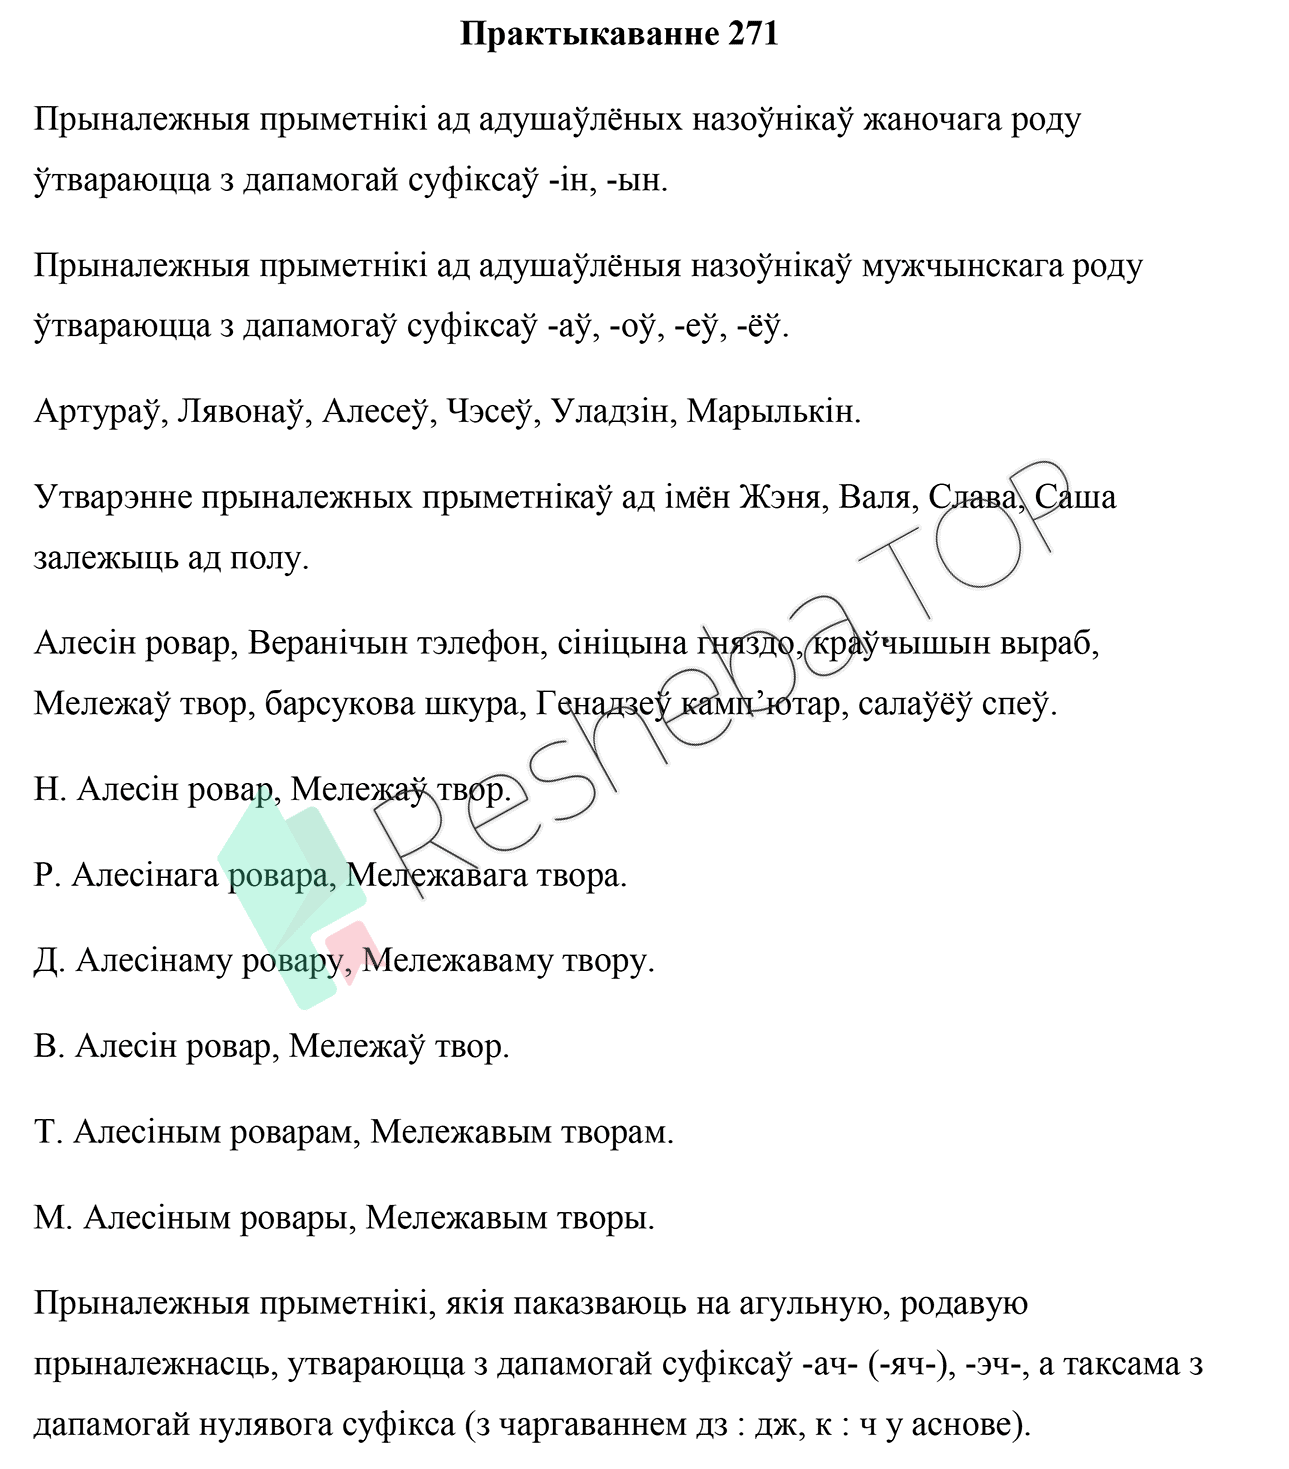 Практыкаванне 271
Прыналежныя прыметнікі ад адушаўлёных назоўнікаў жаночага роду
ўтвараюцца з дапамогай суфіксаў -ін, -ын.
Прыналежныя прыметнікі ад адушаўлёныя назоўнікаў мужчынскага роду
ўтвараюцца з дапамогаў суфіксаў -аў, -оў, -еў, -ёў.
Артураў, Лявонаў, Алесеў, Чэсеў, Уладзін, Марылькін.
Утварэнне прыналежных прыметнікаў ад імён Жэня, Валя, Слава, Саша
залежыць ад полу.
Алесін ровар, Веранічын тэлефон, сініцына гняздо, краўчышын выраб,
Мележаў твор, барсукова шкура, Генадзеў камп’ютар, салаўёў спеў.
Н. Алесін ровар, Мележаў твор.
Р. Алесінага ровара, Мележавага твора.
Д. Алесінаму ровару, Мележаваму твору.
В. Алесін ровар, Мележаў твор.
Т. Алесіным роварам, Мележавым творам.
М. Алесіным ровары, Мележавым творы.
Прыналежныя прыметнікі, якія паказваюць на агульную, родавую
прыналежнасць, утвараюцца з дапамогай суфіксаў -ач- (-яч-), -эч-, а таксама з
дапамогай нулявога суфікса (з чаргаваннем дз : дж, к : ч у аснове).
Resheba.TOP